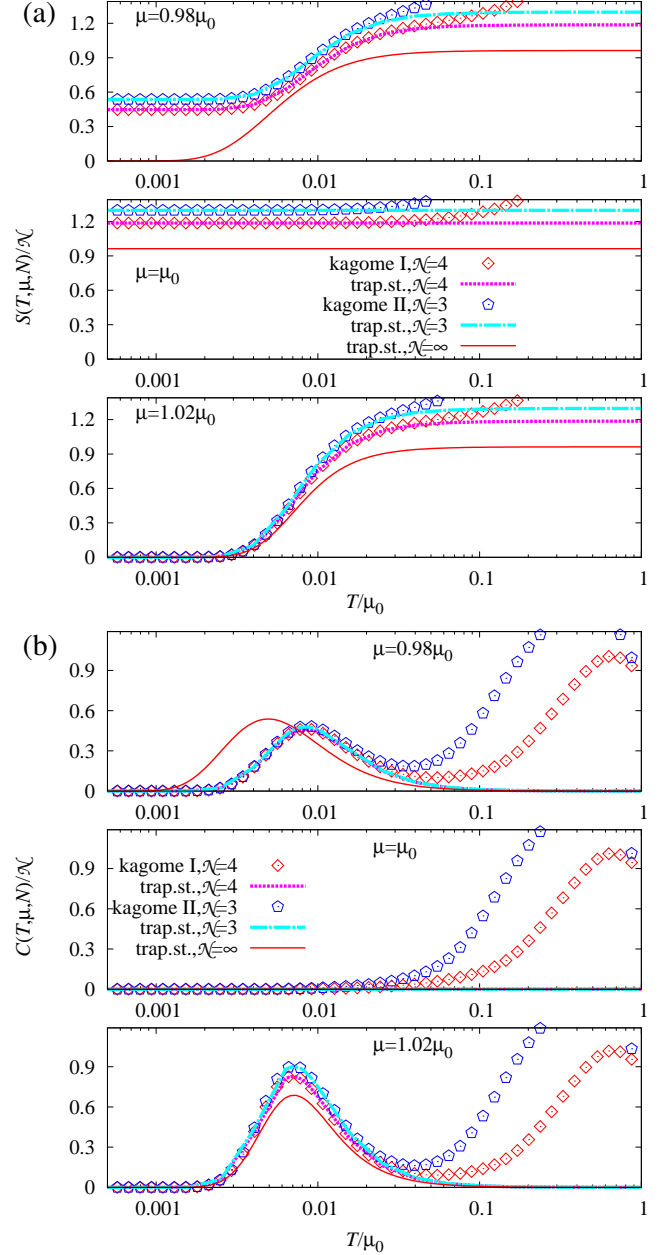 (a)
μ=0.98μ0
1.2
0.9
0.6
0.3
0
0.001 0.01 0.1 1
S(T,μ,N)/𝒩
μ=μ0
1.2
0.9
0.6
0.3
0
kagome I,𝒩=4
trap.st.,𝒩=4
kagome II,𝒩=3
trap.st.,𝒩=3
trap.st.,𝒩=∞
0.001 0.01 0.1 1
μ=1.02μ0
1.2
0.9
0.6
0.3
0
0.001 0.01 0.1 1
T/μ0
(b)
μ=0.98μ0
0.9
0.6
0.3
0
0.001 0.01 0.1 1
C(T,μ,N)/𝒩
μ=μ0
0.9
0.6
0.3
0
kagome I,𝒩=4
trap.st.,𝒩=4
kagome II,𝒩=3
trap.st.,𝒩=3
trap.st.,𝒩=∞
0.001 0.01 0.1 1
μ=1.02μ0
0.9
0.6
0.3
0
0.001 0.01 0.1 1
T/μ0